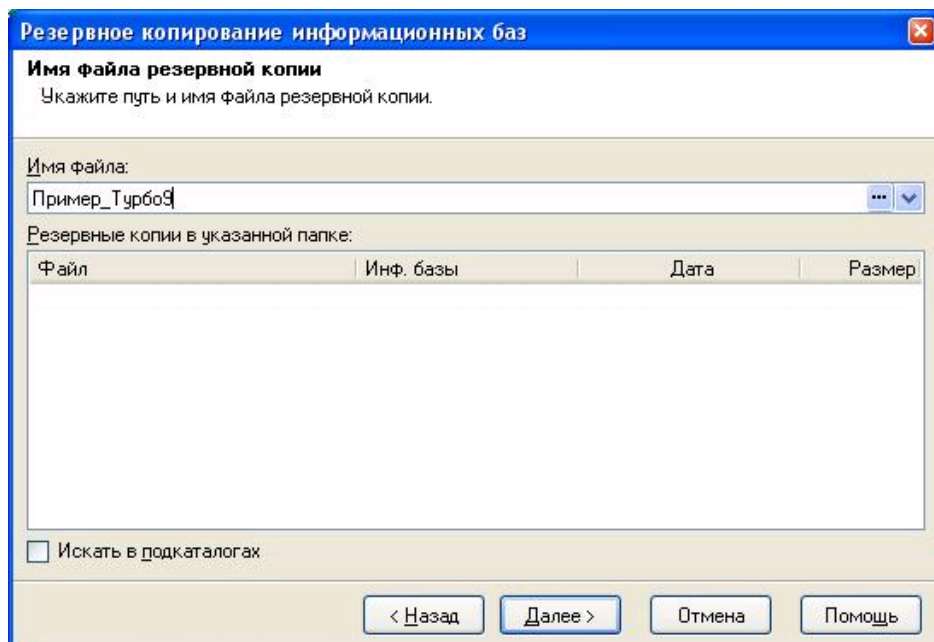 Резервное копирование информационных баз
Имя файла резервной копии
Укажите путь и имя файла резервной копии.
Имя файла:
Пример_Турбо9
Резервные копии в указанной папке:
Файл Инф. базы Дата Размер
Искать в подкаталогах
< Назад Далее > Отмена Помощь